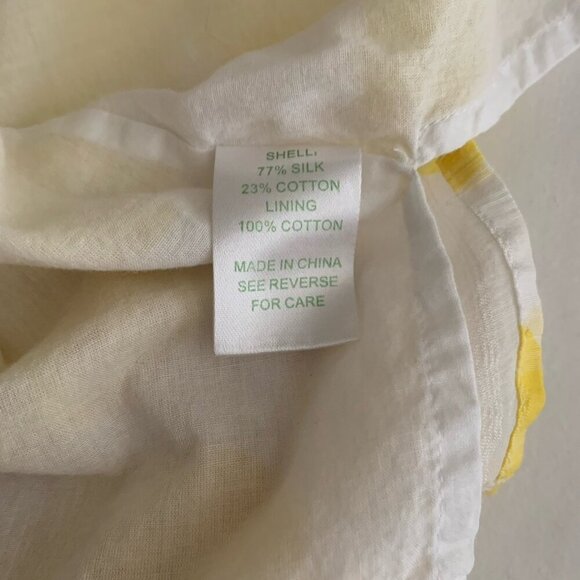 SHELL:
77% SILK
23% COTTON
LINING
100% COTTON
MADE IN CHINA
SEE REVERSE
FOR CARE